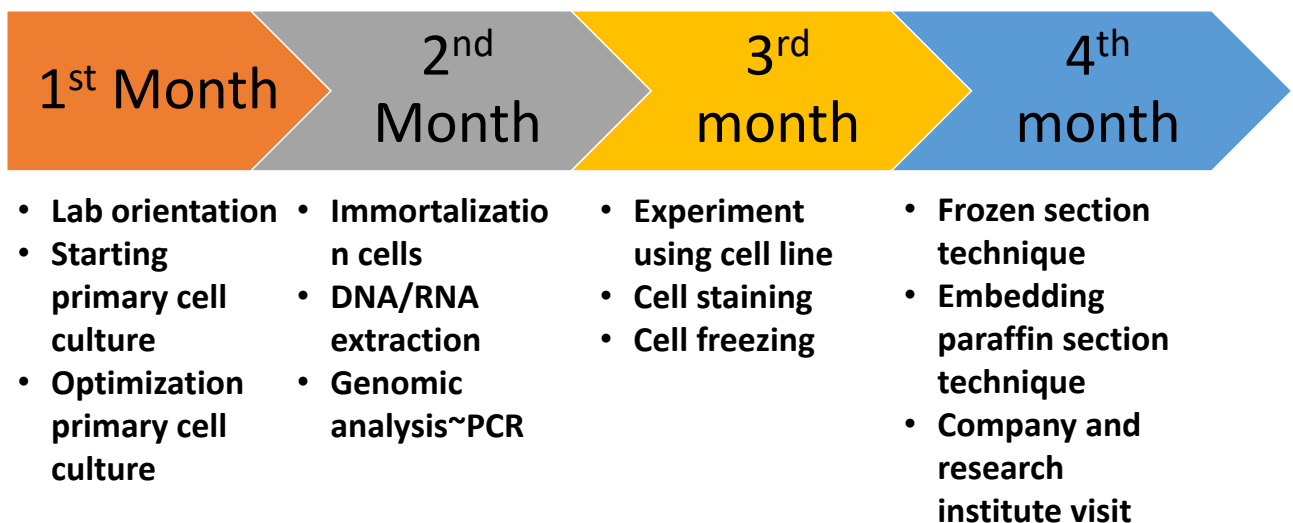 1st Month
2nd
Month
3rd
month
4th
month
• Lab orientation
• Starting
primary cell
culture
• Optimization
primary cell
culture
• Immortalizatio
n cells
• DNA/RNA
extraction
• Genomic
analysis~PCR
• Experiment
using cell line
• Cell staining
• Cell freezing
• Frozen section
technique
• Embedding
paraffin section
technique
• Company and
research
institute visit